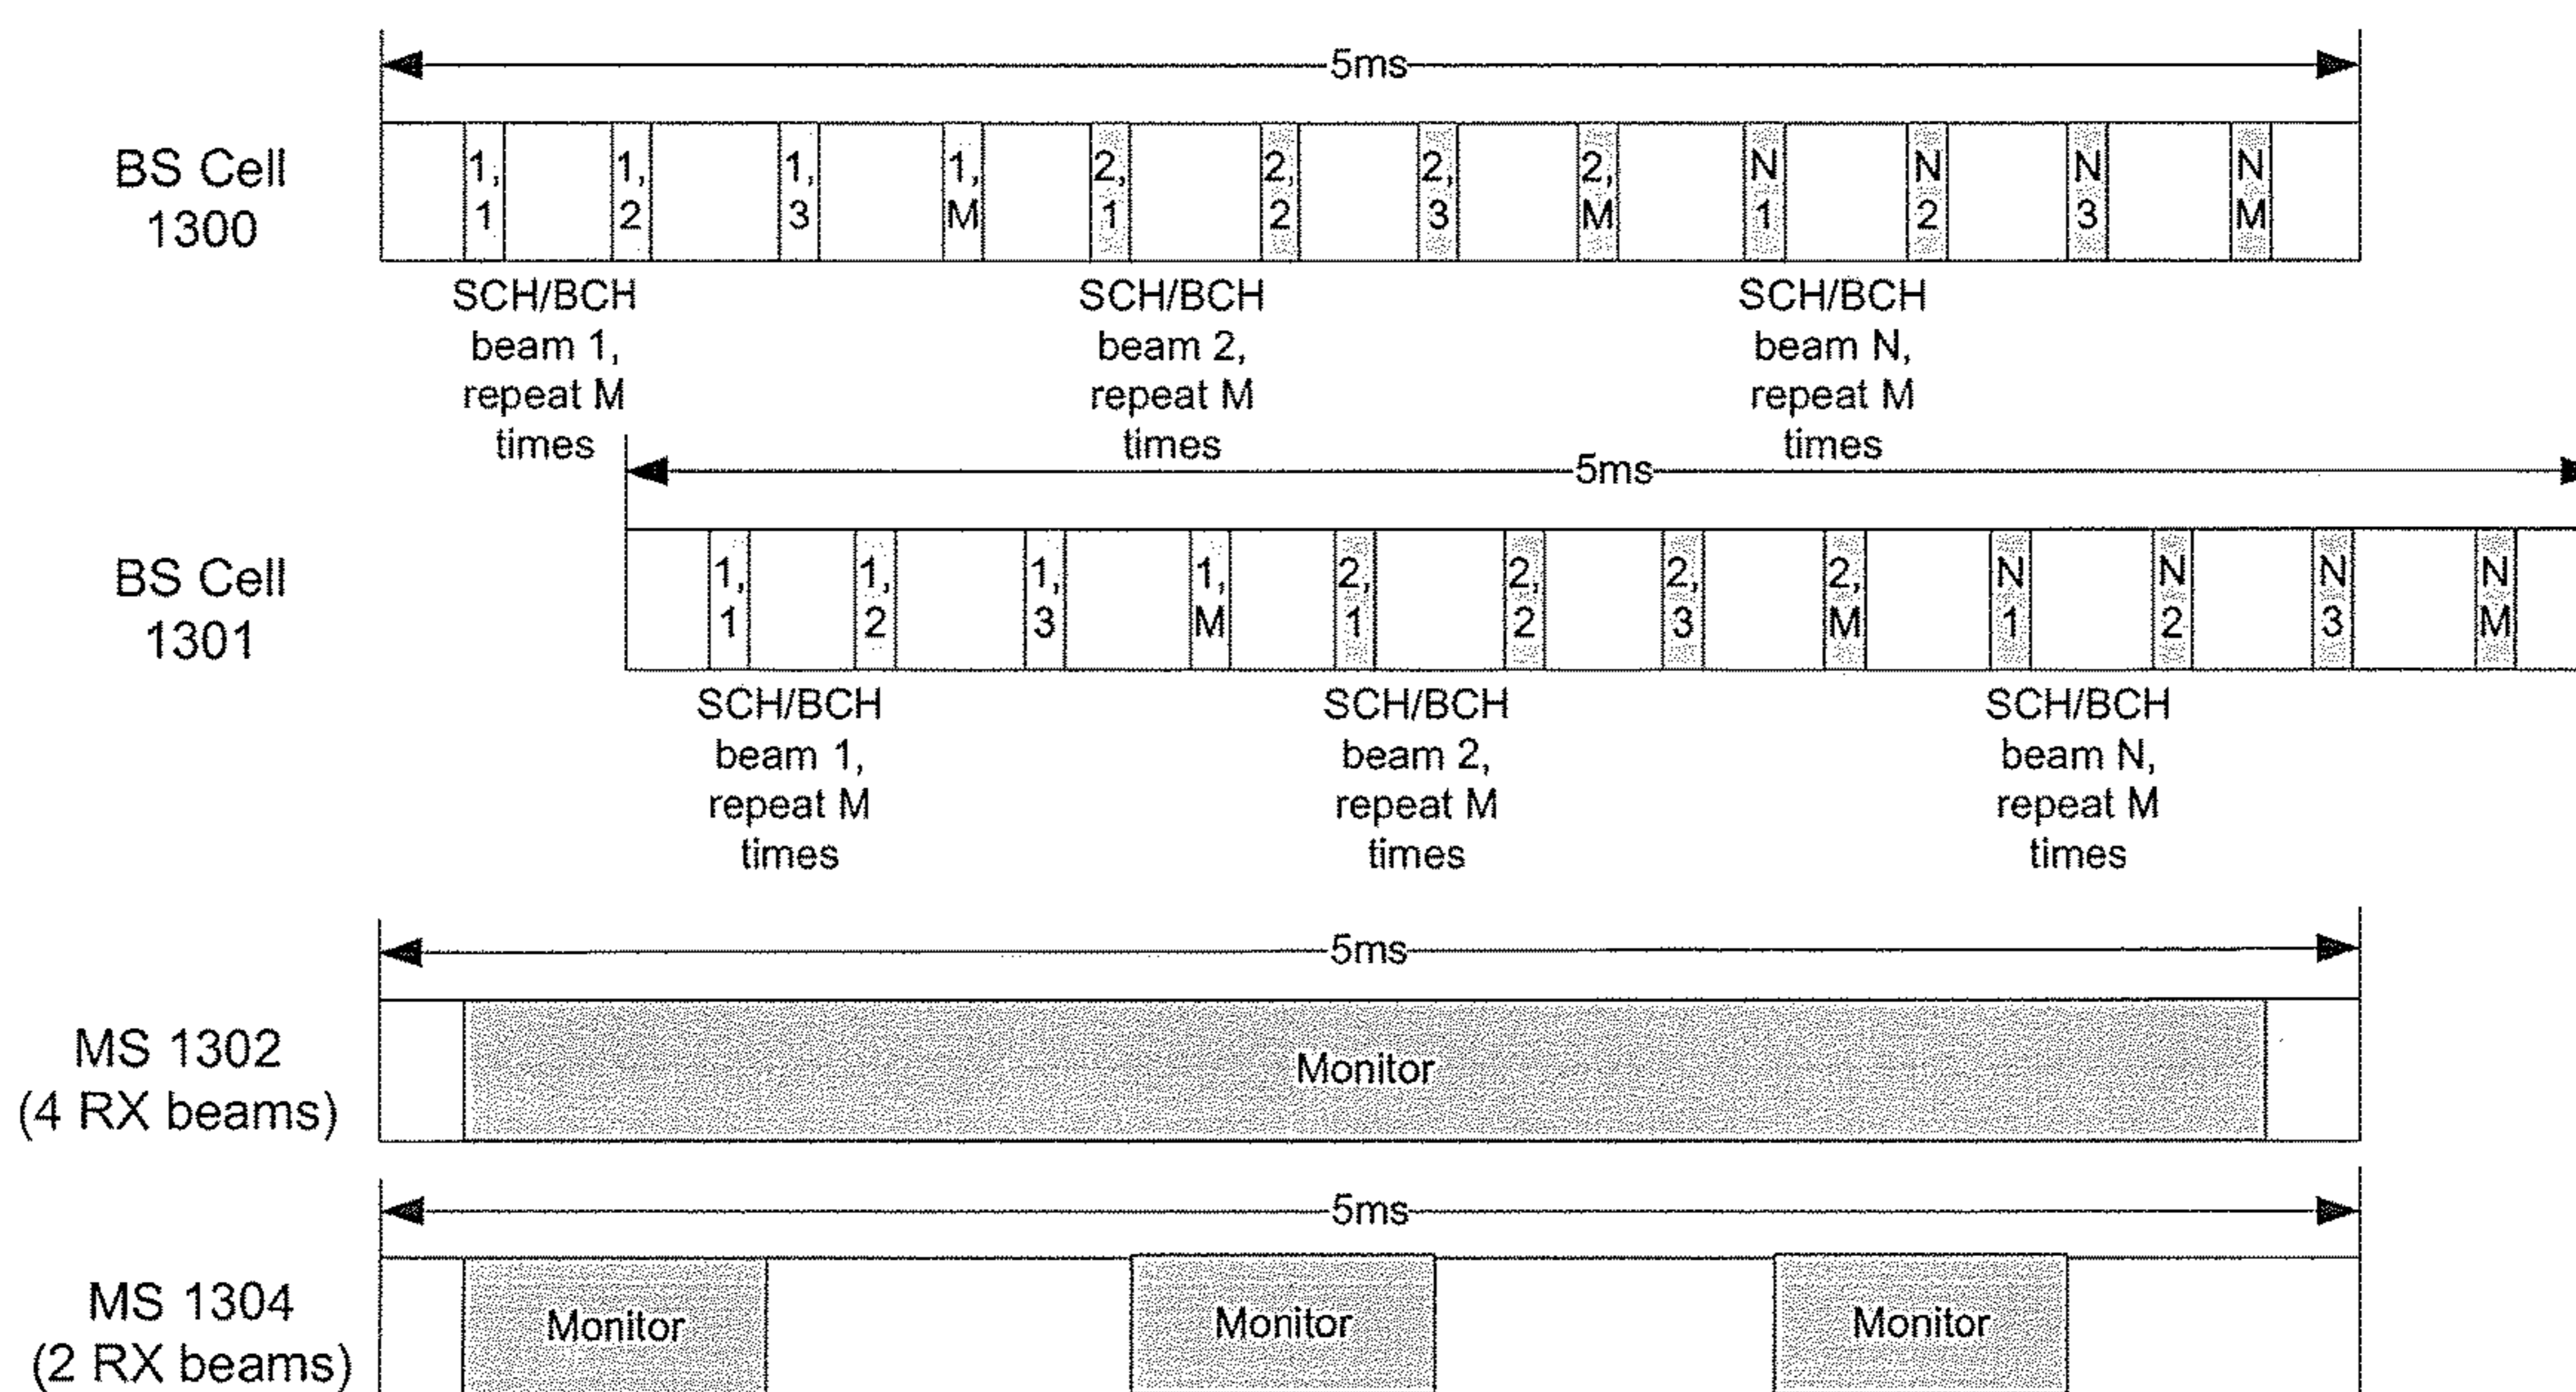 5ms
BS Cell
1300
1, 1, 1, 1, 2, 2, 2, 2, N N N N
1 2 3 M 1 2 3 M 1 2 3 M
SCH/BCH SCH/BCH SCH/BCH
beam 1, beam 2, beam N,
repeat M repeat M repeat M
times times times
5ms
BS Cell
1301
1, 1, 1, 1, 2, 2, 2, 2, N N N N
1 2 3 M 1 2 3 M 1 2 3 M
SCH/BCH SCH/BCH SCH/BCH
beam 1, beam 2, beam N,
repeat M repeat M repeat M
times times times
5ms
MS 1302
(4 RX beams)
Monitor
5ms
MS 1304
(2 RX beams)
Monitor Monitor Monitor